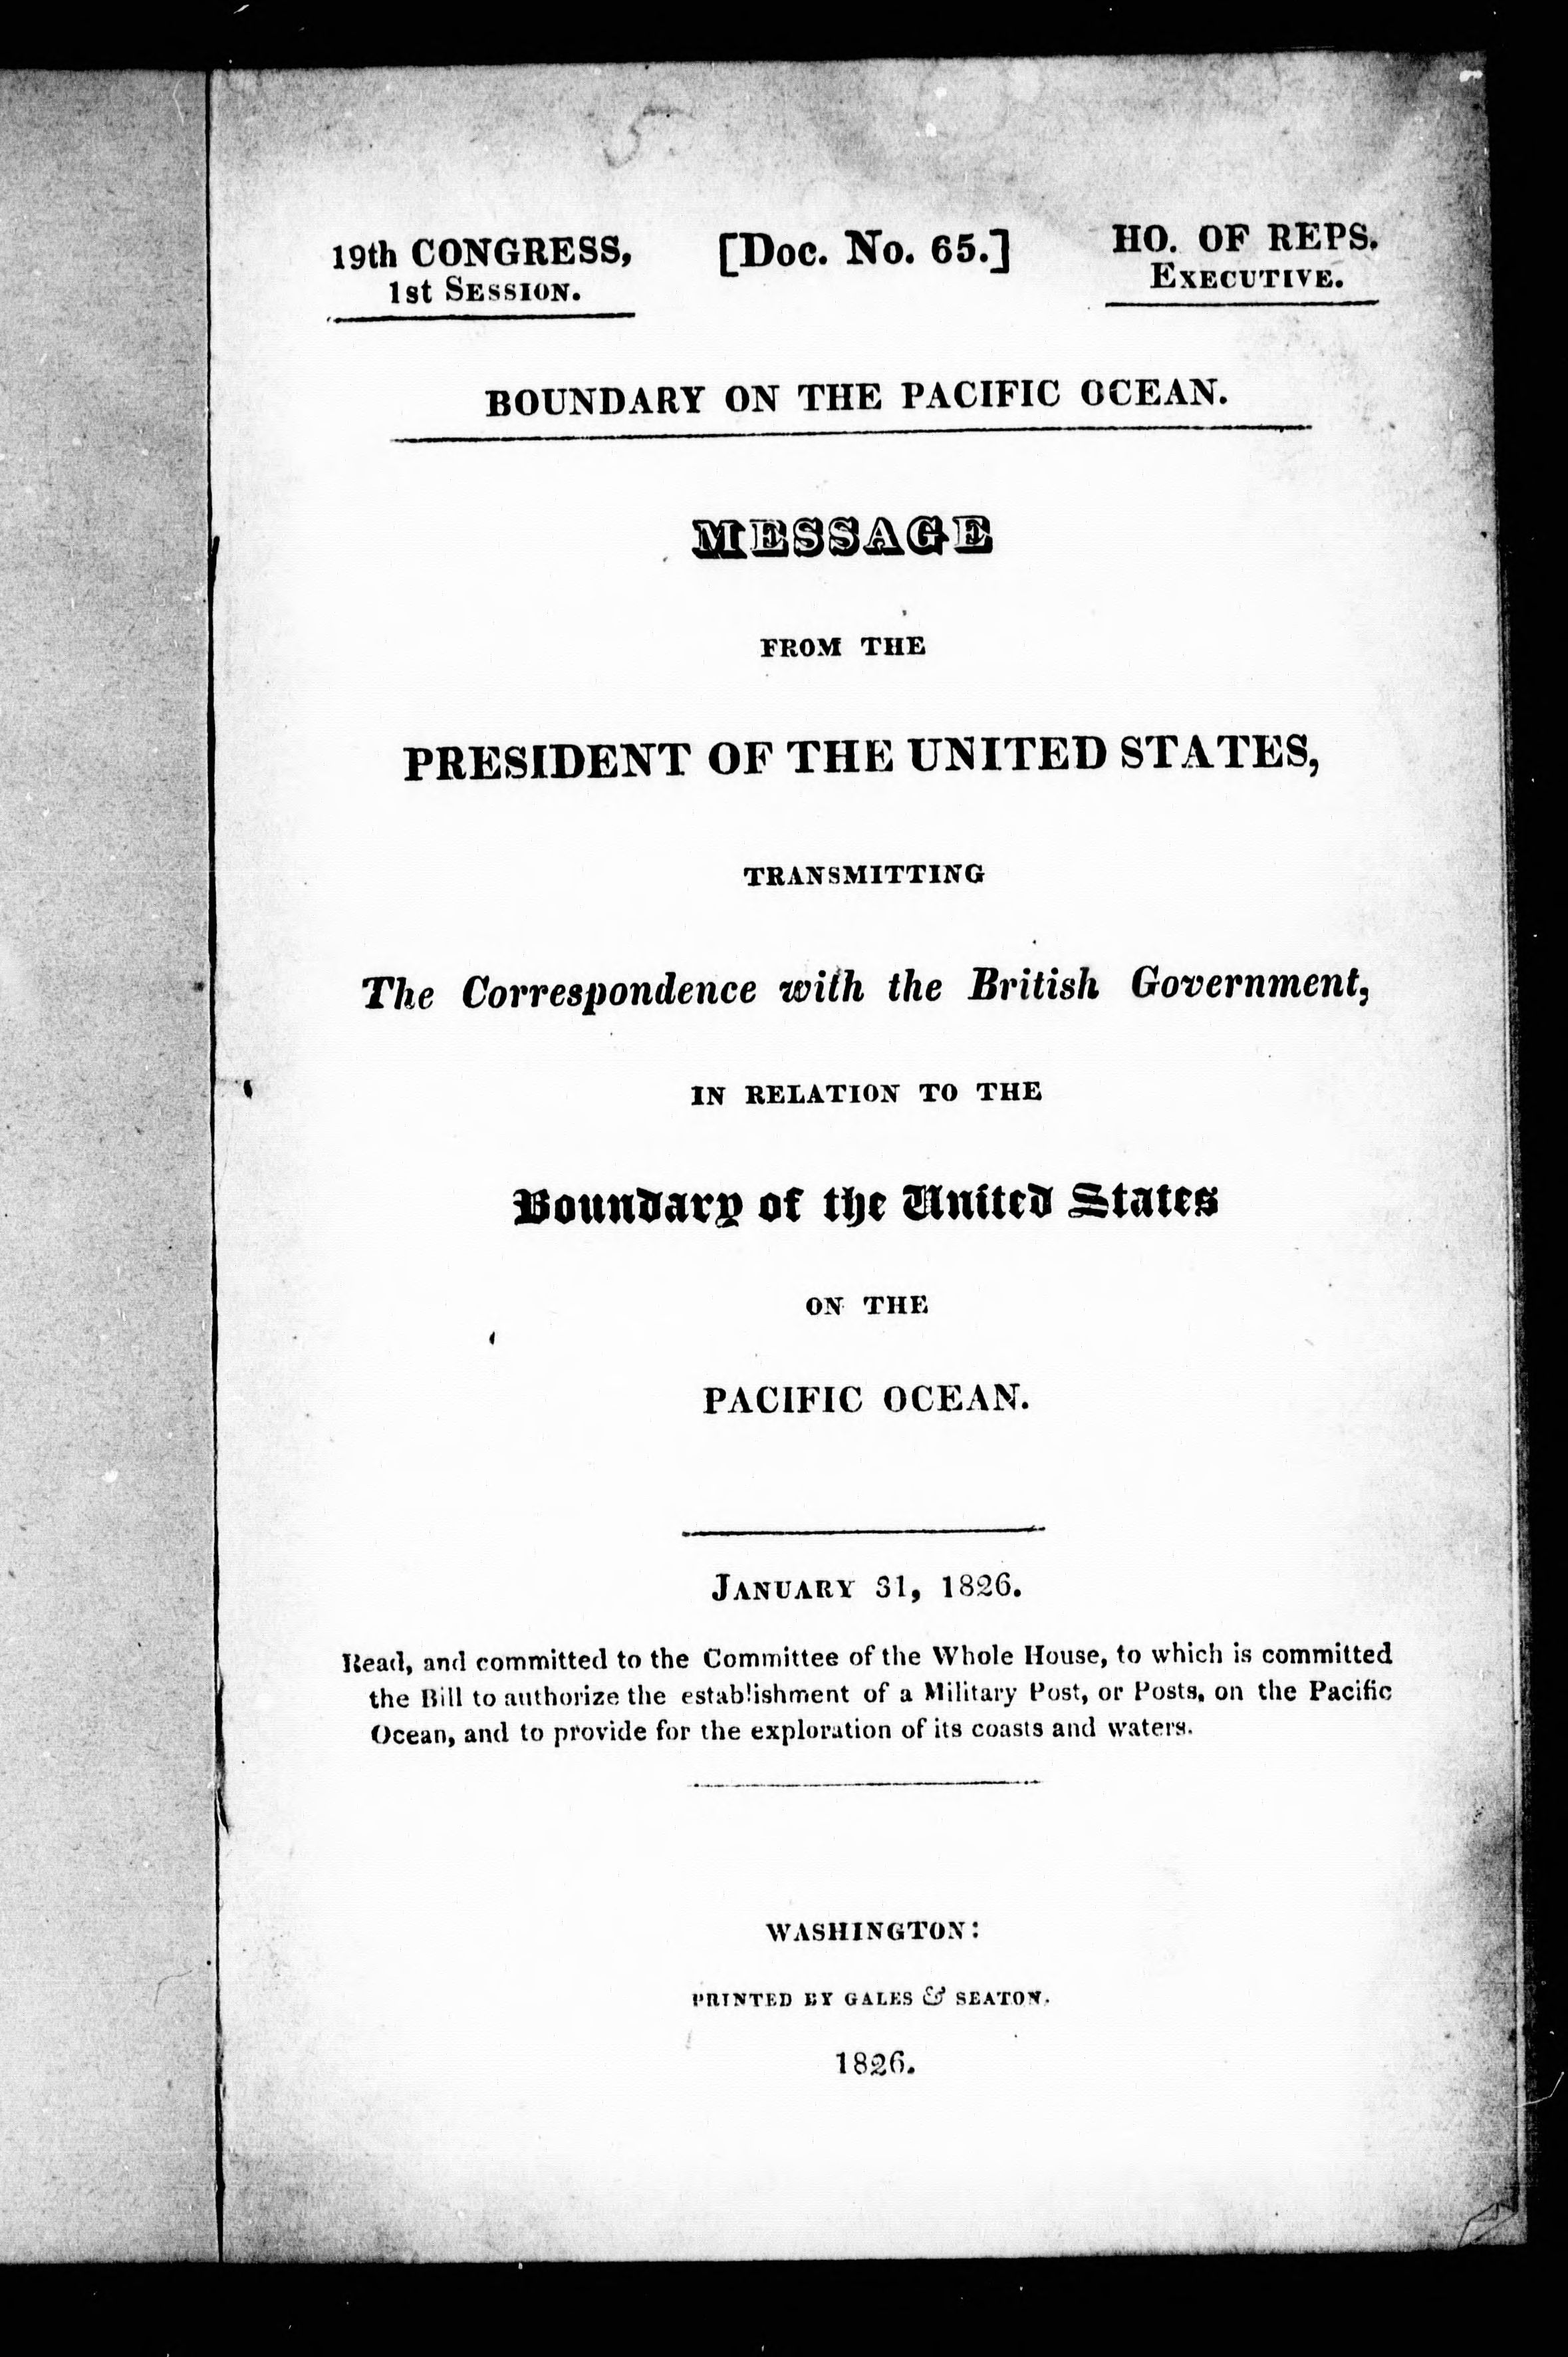 5
19th CONGRESS, [Doc. No. 65.] HO. OF REPS.
1st SESSION. EXECUTIVE.
BOUNDARY ON THE PACIFIC OCEAN.
MESSAGE
FROM THE
PRESIDENT OF THE UNITED STATES,
TRANSMITTING
The Correspondence with the British Government,
IN RELATION TO THE
Boundary of the United States
ON THE
PACIFIC OCEAN.
JANUARY 31, 1826.
Read, and committed to the Committee of the Whole House, to which is committed
the Bill to authorize the establishment of a Military Post, or Posts, on the Pacific
Ocean, and to provide for the exploration of its coasts and waters.
WASHINGTON:
PRINTED BY GALES & SEATON.
1826.